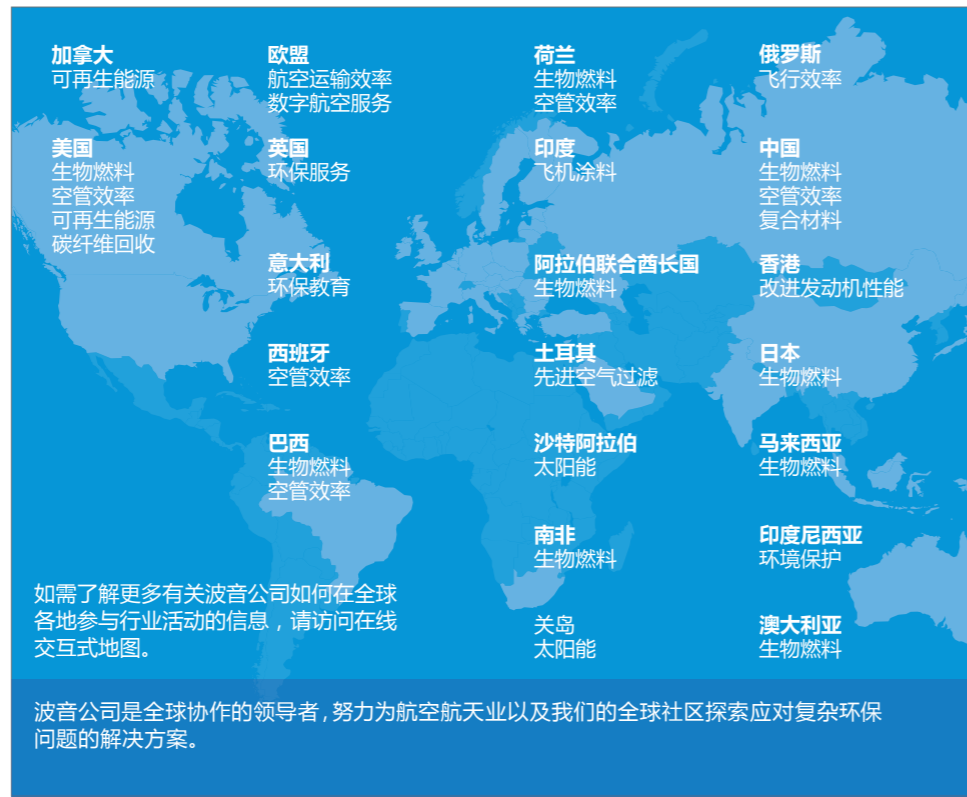 加拿大
可再生能源
美国
生物燃料
空管效率
可再生能源
碳纤维回收
欧盟
航空运输效率
数字航空服务
英国
环保服务
意大利
环保教育
西班牙
空管效率
巴西
生物燃料
空管效率
荷兰
生物燃料
空管效率
印度
飞机涂料
阿拉伯联合酋长国
生物燃料
土耳其
先进空气过滤
沙特阿拉伯
太阳能
南非
生物燃料
关岛
太阳能
俄罗斯
飞行效率
中国
生物燃料
空管效率
复合材料
香港
改进发动机性能
日本
生物燃料
马来西亚
生物燃料
印度尼西亚
环境保护
澳大利亚
生物燃料
如需了解更多有关波音公司如何在全球
各地参与行业活动的信息，请访问在线
交互式地图。
波音公司是全球协作的领导者，努力为航空航天业以及我们的全球社区探索应对复杂环保
问题的解决方案。